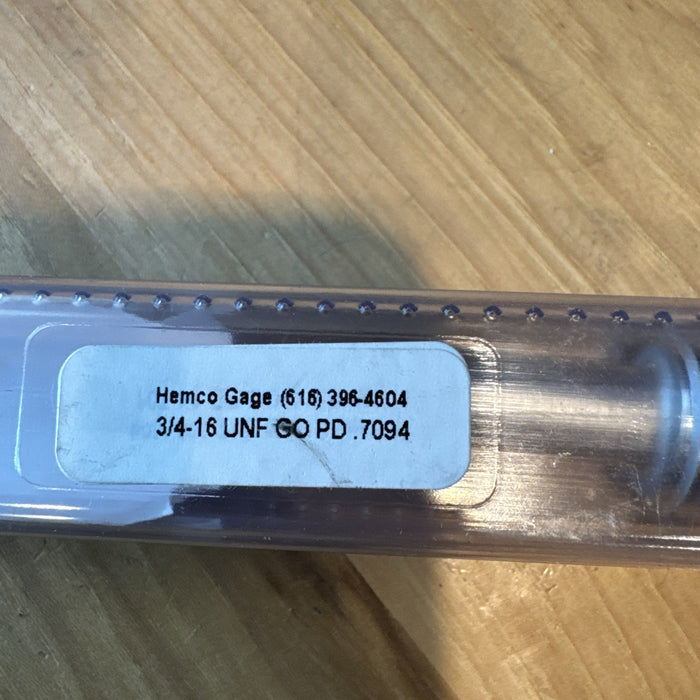 Hemco Gage (616) 396-4604
3/4-16 UNF GO PD .7094